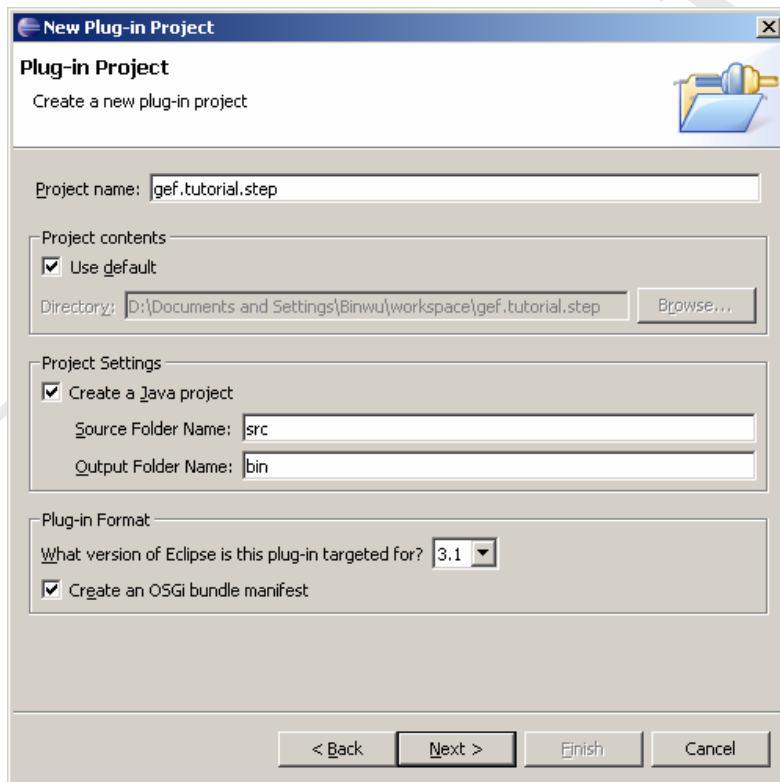 New Plug-in Project
Plug-in Project
Create a new plug-in project
Project name: gef.tutorial.step
Project contents
Use default
Directory: D:\Documents and Settings\Binwu\workspace\gef.tutorial.step Browse...
Project Settings
Create a Java project
Source Folder Name: src
Output Folder Name: bin
Plug-in Format
What version of Eclipse is this plug-in targeted for? 3.1
Create an OSGi bundle manifest
< Back Next > Finish Cancel